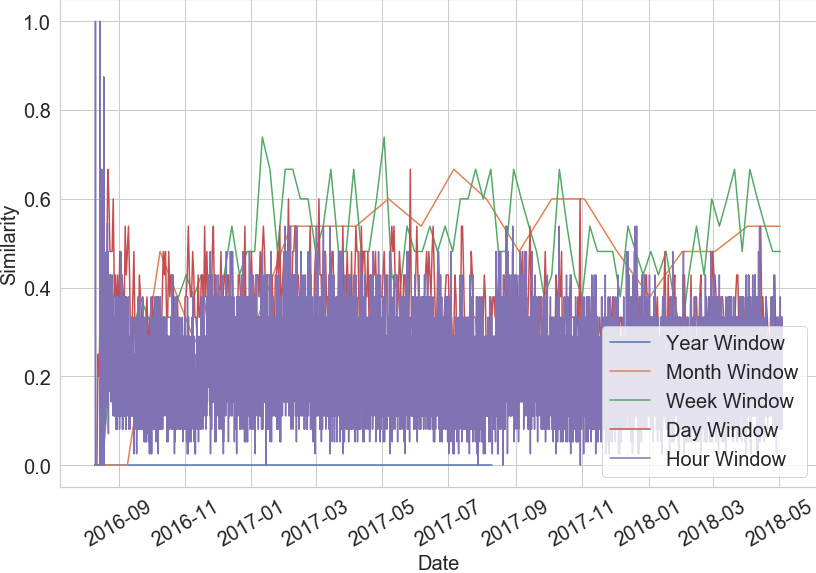 1.0
0.8
0.6
0.4
0.2
0.0
Similarity
Year Window
Month Window
Week Window
Day Window
Hour Window
2016-09 2016-11 2017-01 2017-03 2017-05 2017-07 2017-09 2017-11 2018-01 2018-03 2018-05
Date